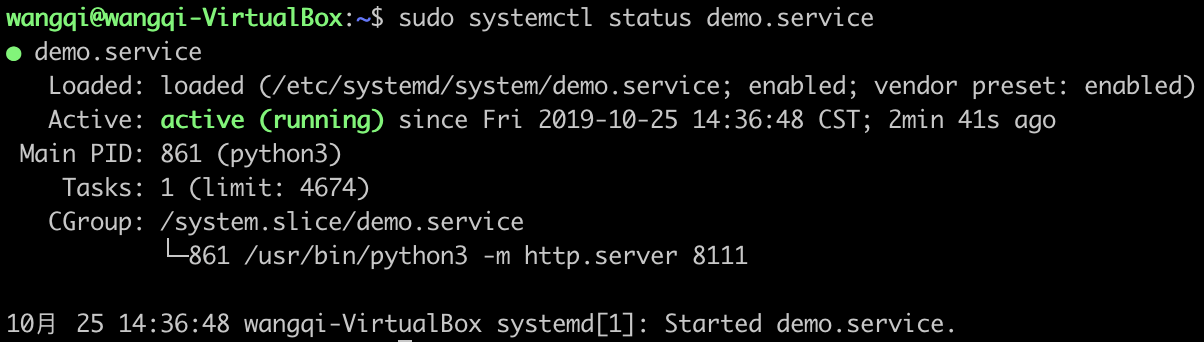 wangqi@wangqi-VirtualBox:~$ sudo systemctl status demo.service
● demo.service
   Loaded: loaded (/etc/systemd/system/demo.service; enabled; vendor preset: enabled)
   Active: active (running) since Fri 2019-10-25 14:36:48 CST; 2min 41s ago
 Main PID: 861 (python3)
    Tasks: 1 (limit: 4674)
   CGroup: /system.slice/demo.service
           └─861 /usr/bin/python3 -m http.server 8111
10月 25 14:36:48 wangqi-VirtualBox systemd[1]: Started demo.service.